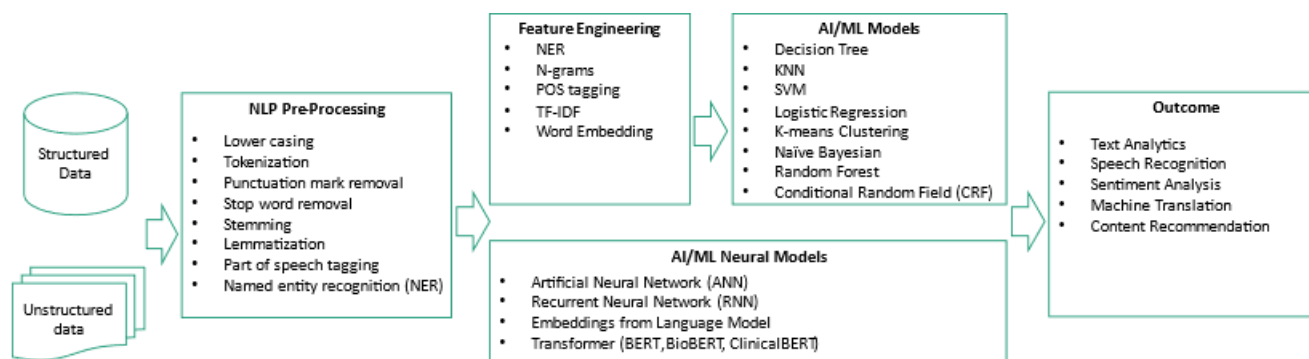 Structured
Data
Unstructured
data
NLP Pre-Processing
• Lower casing
• Tokenization
• Punctuation mark removal
• Stop word removal
• Stemming
• Lemmatization
• Part of speech tagging
• Named entity recognition (NER)
Feature Engineering
• NER
• N-grams
• POS tagging
• TF-IDF
• Word Embedding
AI/ML Models
• Decision Tree
• KNN
• SVM
• Logistic Regression
• K-means Clustering
• Naïve Bayesian
• Random Forest
• Conditional Random Field (CRF)
AI/ML Neural Models
• Artificial Neural Network (ANN)
• Recurrent Neural Network (RNN)
• Embeddings from Language Model
• Transformer (BERT, BioBERT, ClinicalBERT)
Outcome
• Text Analytics
• Speech Recognition
• Sentiment Analysis
• Machine Translation
• Content Recommendation